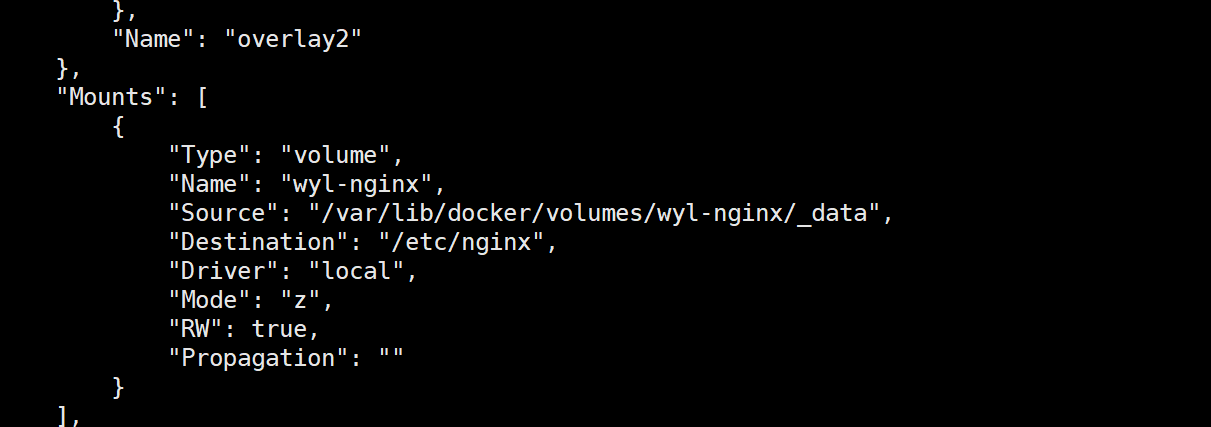 },
"Name": "overlay2"
},
"Mounts": [
{
"Type": "volume",
"Name": "wyl-nginx",
"Source": "/var/lib/docker/volumes/wyl-nginx/_data",
"Destination": "/etc/nginx",
"Driver": "local",
"Mode": "z",
"RW": true,
"Propagation": ""
}
],